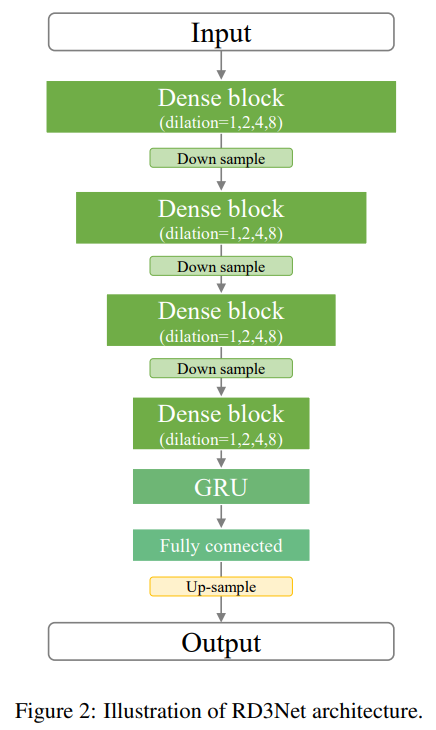 Input
Dense block
(dilation=1,2,4,8)
Down sample
Dense block
(dilation=1,2,4,8)
Down sample
Dense block
(dilation=1,2,4,8)
Down sample
Dense block
(dilation=1,2,4,8)
GRU
Fully connected
Up-sample
Output
Figure 2: Illustration of RD3Net architecture.